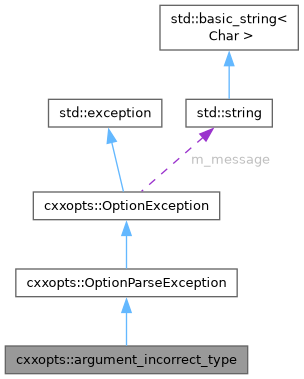 std::basic_string<
Char >
std::exception
std::string
m_message
cxxopts::OptionException
cxxopts::OptionParseException
cxxopts::argument_incorrect_type